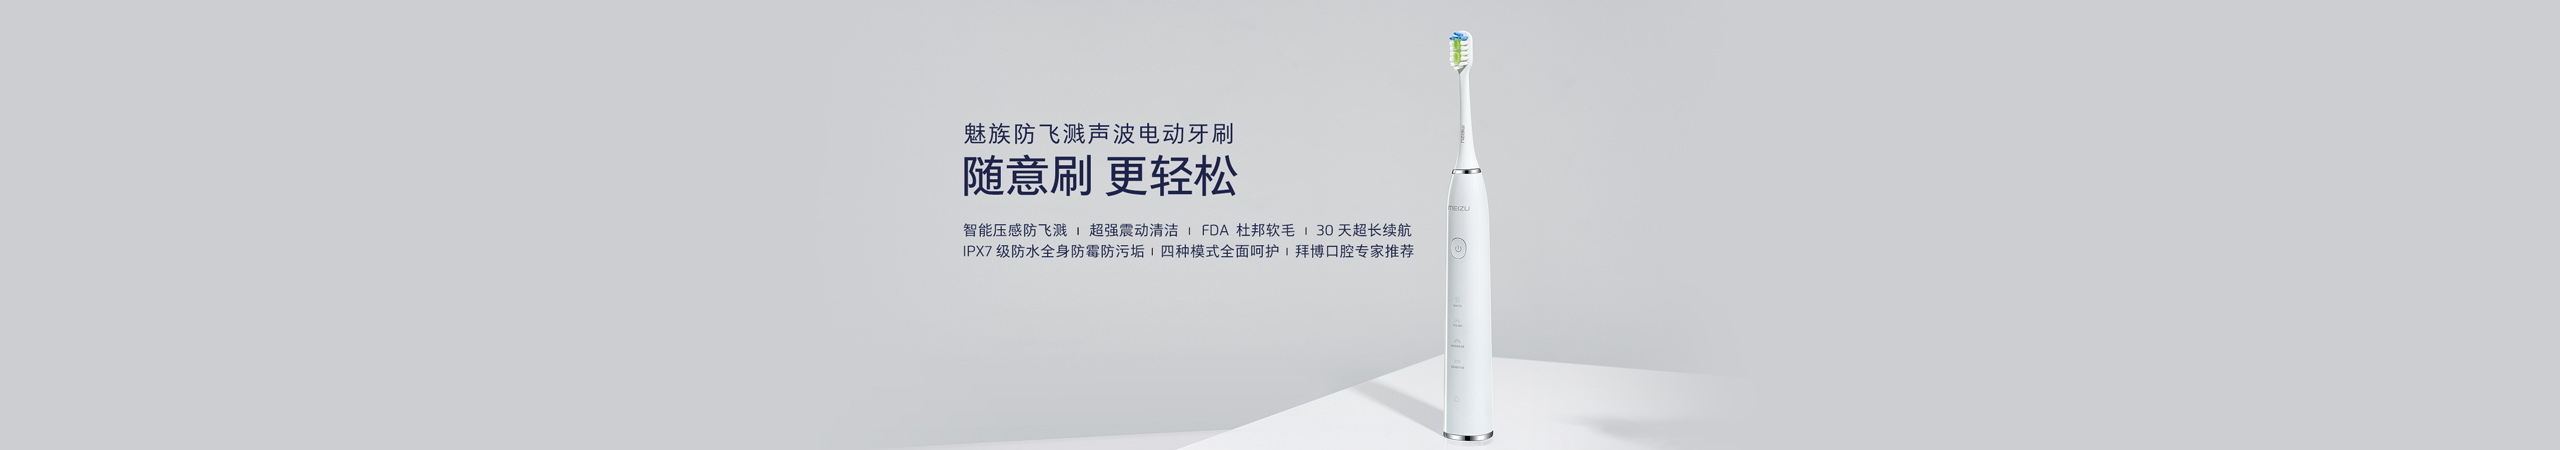 魅族防飞溅声波电动牙刷
随意刷 更轻松
智能压感防飞溅 | 超强震动清洁 | FDA 杜邦软毛 | 30 天超长续航
IPX7 级防水全身防霉防污垢 | 四种模式全面呵护 | 拜博口腔专家推荐
MEIZU
MEIZU